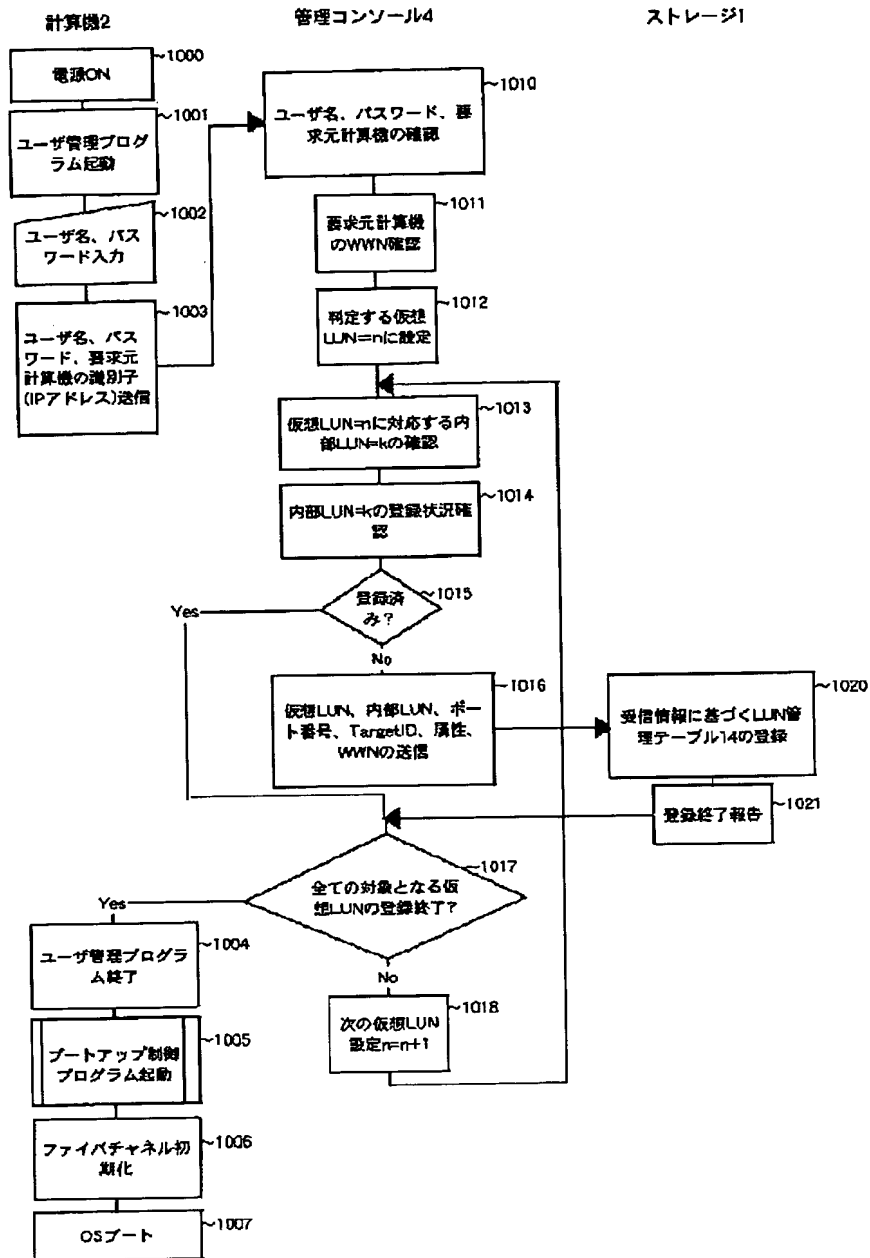 計算機2
管理コンソール4
ストレージ1
電源ON
~1000
ユーザ管理プログ
ラム起動
~1001
ユーザ名、パス
ワード入力
~1002
ユーザ名、パス
ワード、要求元
計算機の識別子
(IPアドレス)送信
~1003
ユーザ名、パスワード、要
求元計算機の確認
~1010
要求元計算機
のWWN確認
~1011
判定する仮想
LUN=nに設定
~1012
仮想LUN=nに対応する内
部LUN=kの確認
~1013
内部LUN=kの登録状況確
認
~1014
登録済
み?
~1015
Yes
No
仮想LUN、内部LUN、ポー
ト番号、TargetID、属性、
WWNの送信
~1016
受信情報に基づくLUN管
理テーブル14の登録
~1020
登録終了報告
~1021
全ての対象となる仮
想LUNの登録終了?
~1017
Yes
No
次の仮想LUN
設定n=n+1
~1018
ユーザ管理プログラ
ム終了
~1004
ブートアップ制御
プログラム起動
~1005
ファイバチャネル初
期化
~1006
OSブート
~1007